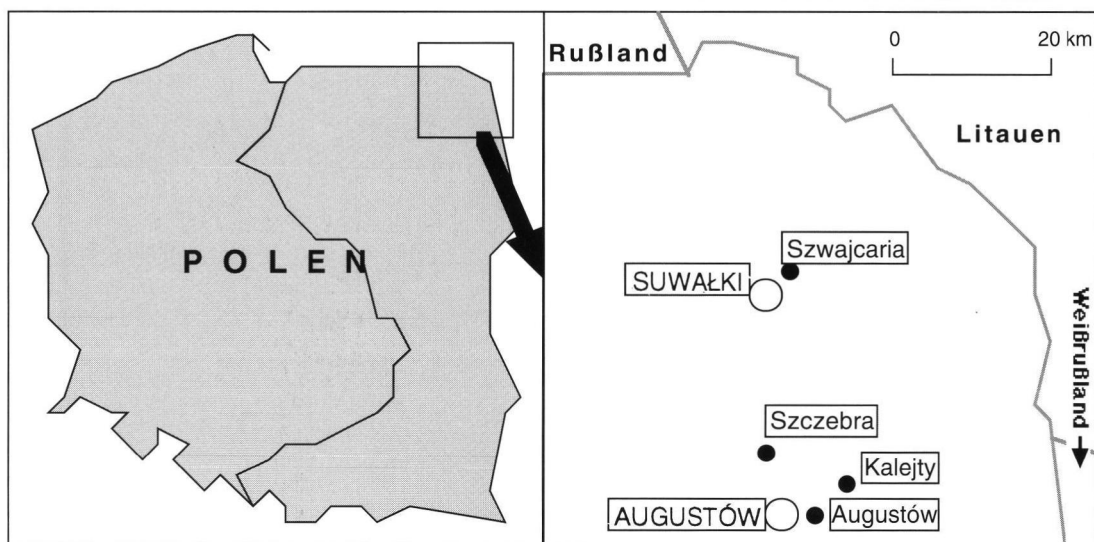 POLEN
Rußland
0 20 km
Litauen
Szwajcaria
SUWAŁKI
Weißrußland
Szczebra
Kalejty
AUGUSTÓW
Augustów